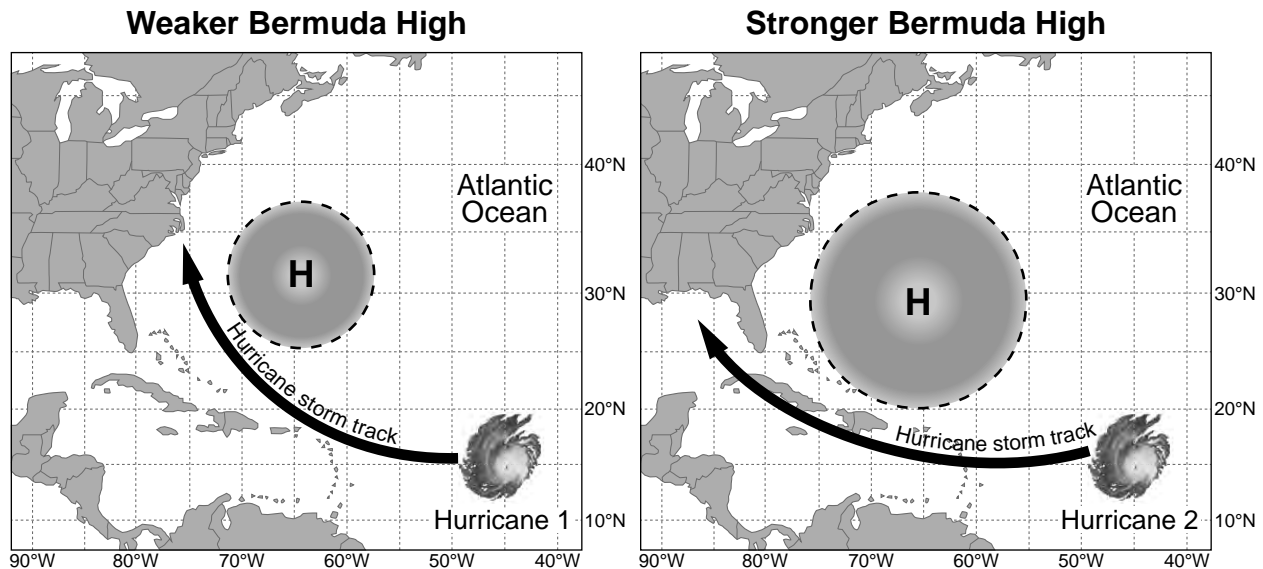 Weaker Bermuda High
Atlantic
Ocean
H
Hurricane storm track
Hurricane 1
40°N
30°N
20°N
10°N
90°W 80°W 70°W 60°W 50°W 40°W
Stronger Bermuda High
Atlantic
Ocean
H
Hurricane storm track
Hurricane 2
40°N
30°N
20°N
10°N
90°W 80°W 70°W 60°W 50°W 40°W